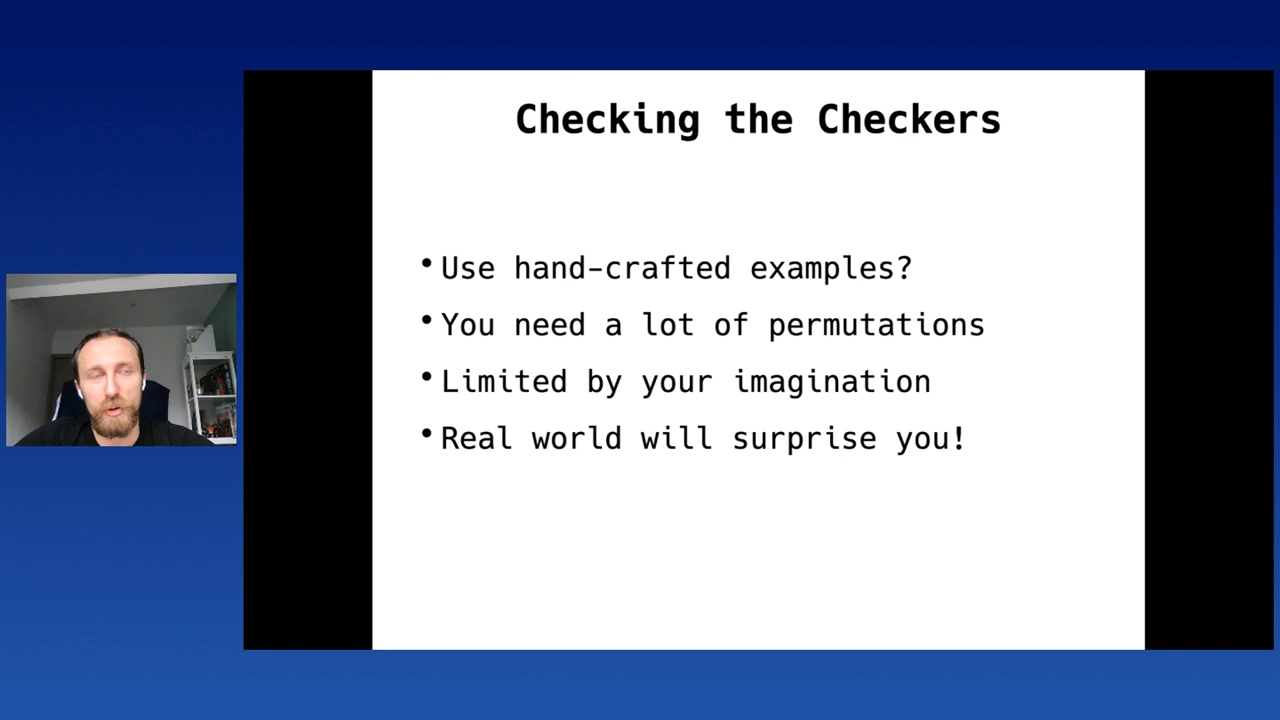 Checking the Checkers
• Use hand-crafted examples?
• You need a lot of permutations
• Limited by your imagination
• Real world will surprise you!